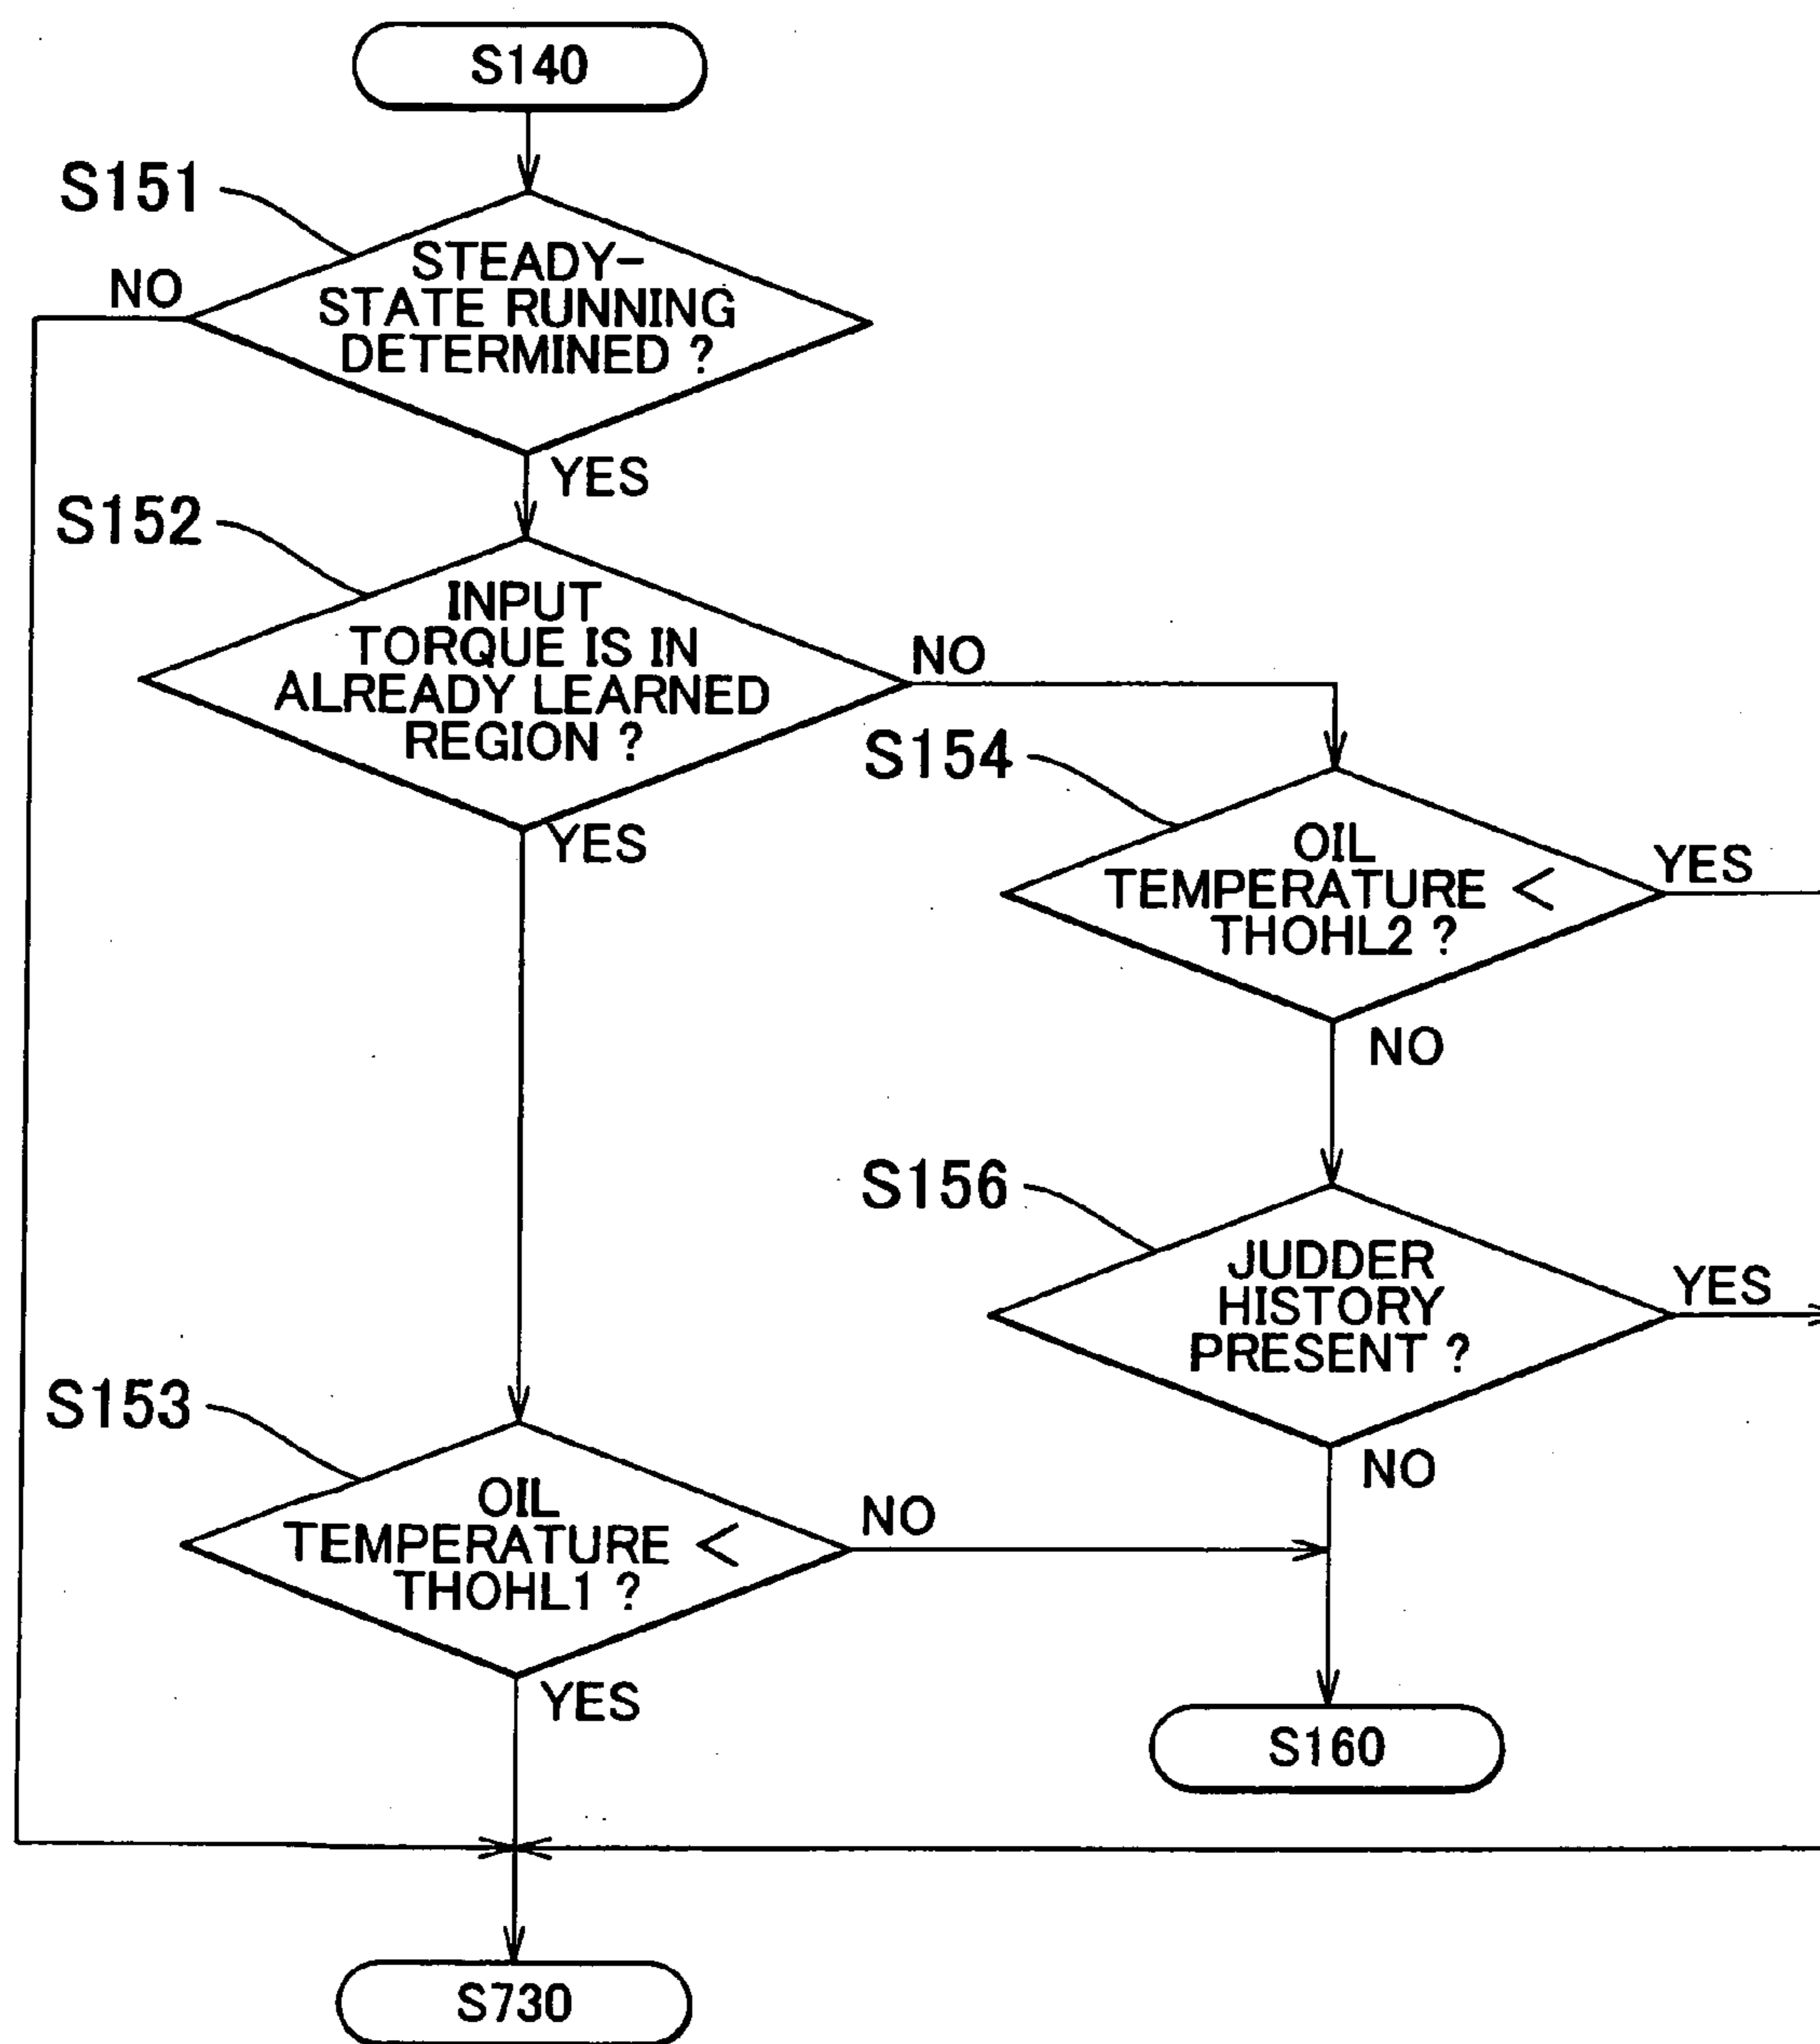 S140
S151
NO
STEADY-
STATE RUNNING
DETERMINED ?
YES
S152
INPUT
TORQUE IS IN
ALREADY LEARNED
REGION ?
NO
YES
S154
OIL
TEMPERATURE <
THOHL2 ?
YES
NO
S156
JUDDER
HISTORY
PRESENT ?
YES
NO
S153
OIL
TEMPERATURE <
THOHL1 ?
NO
YES
S160
S730